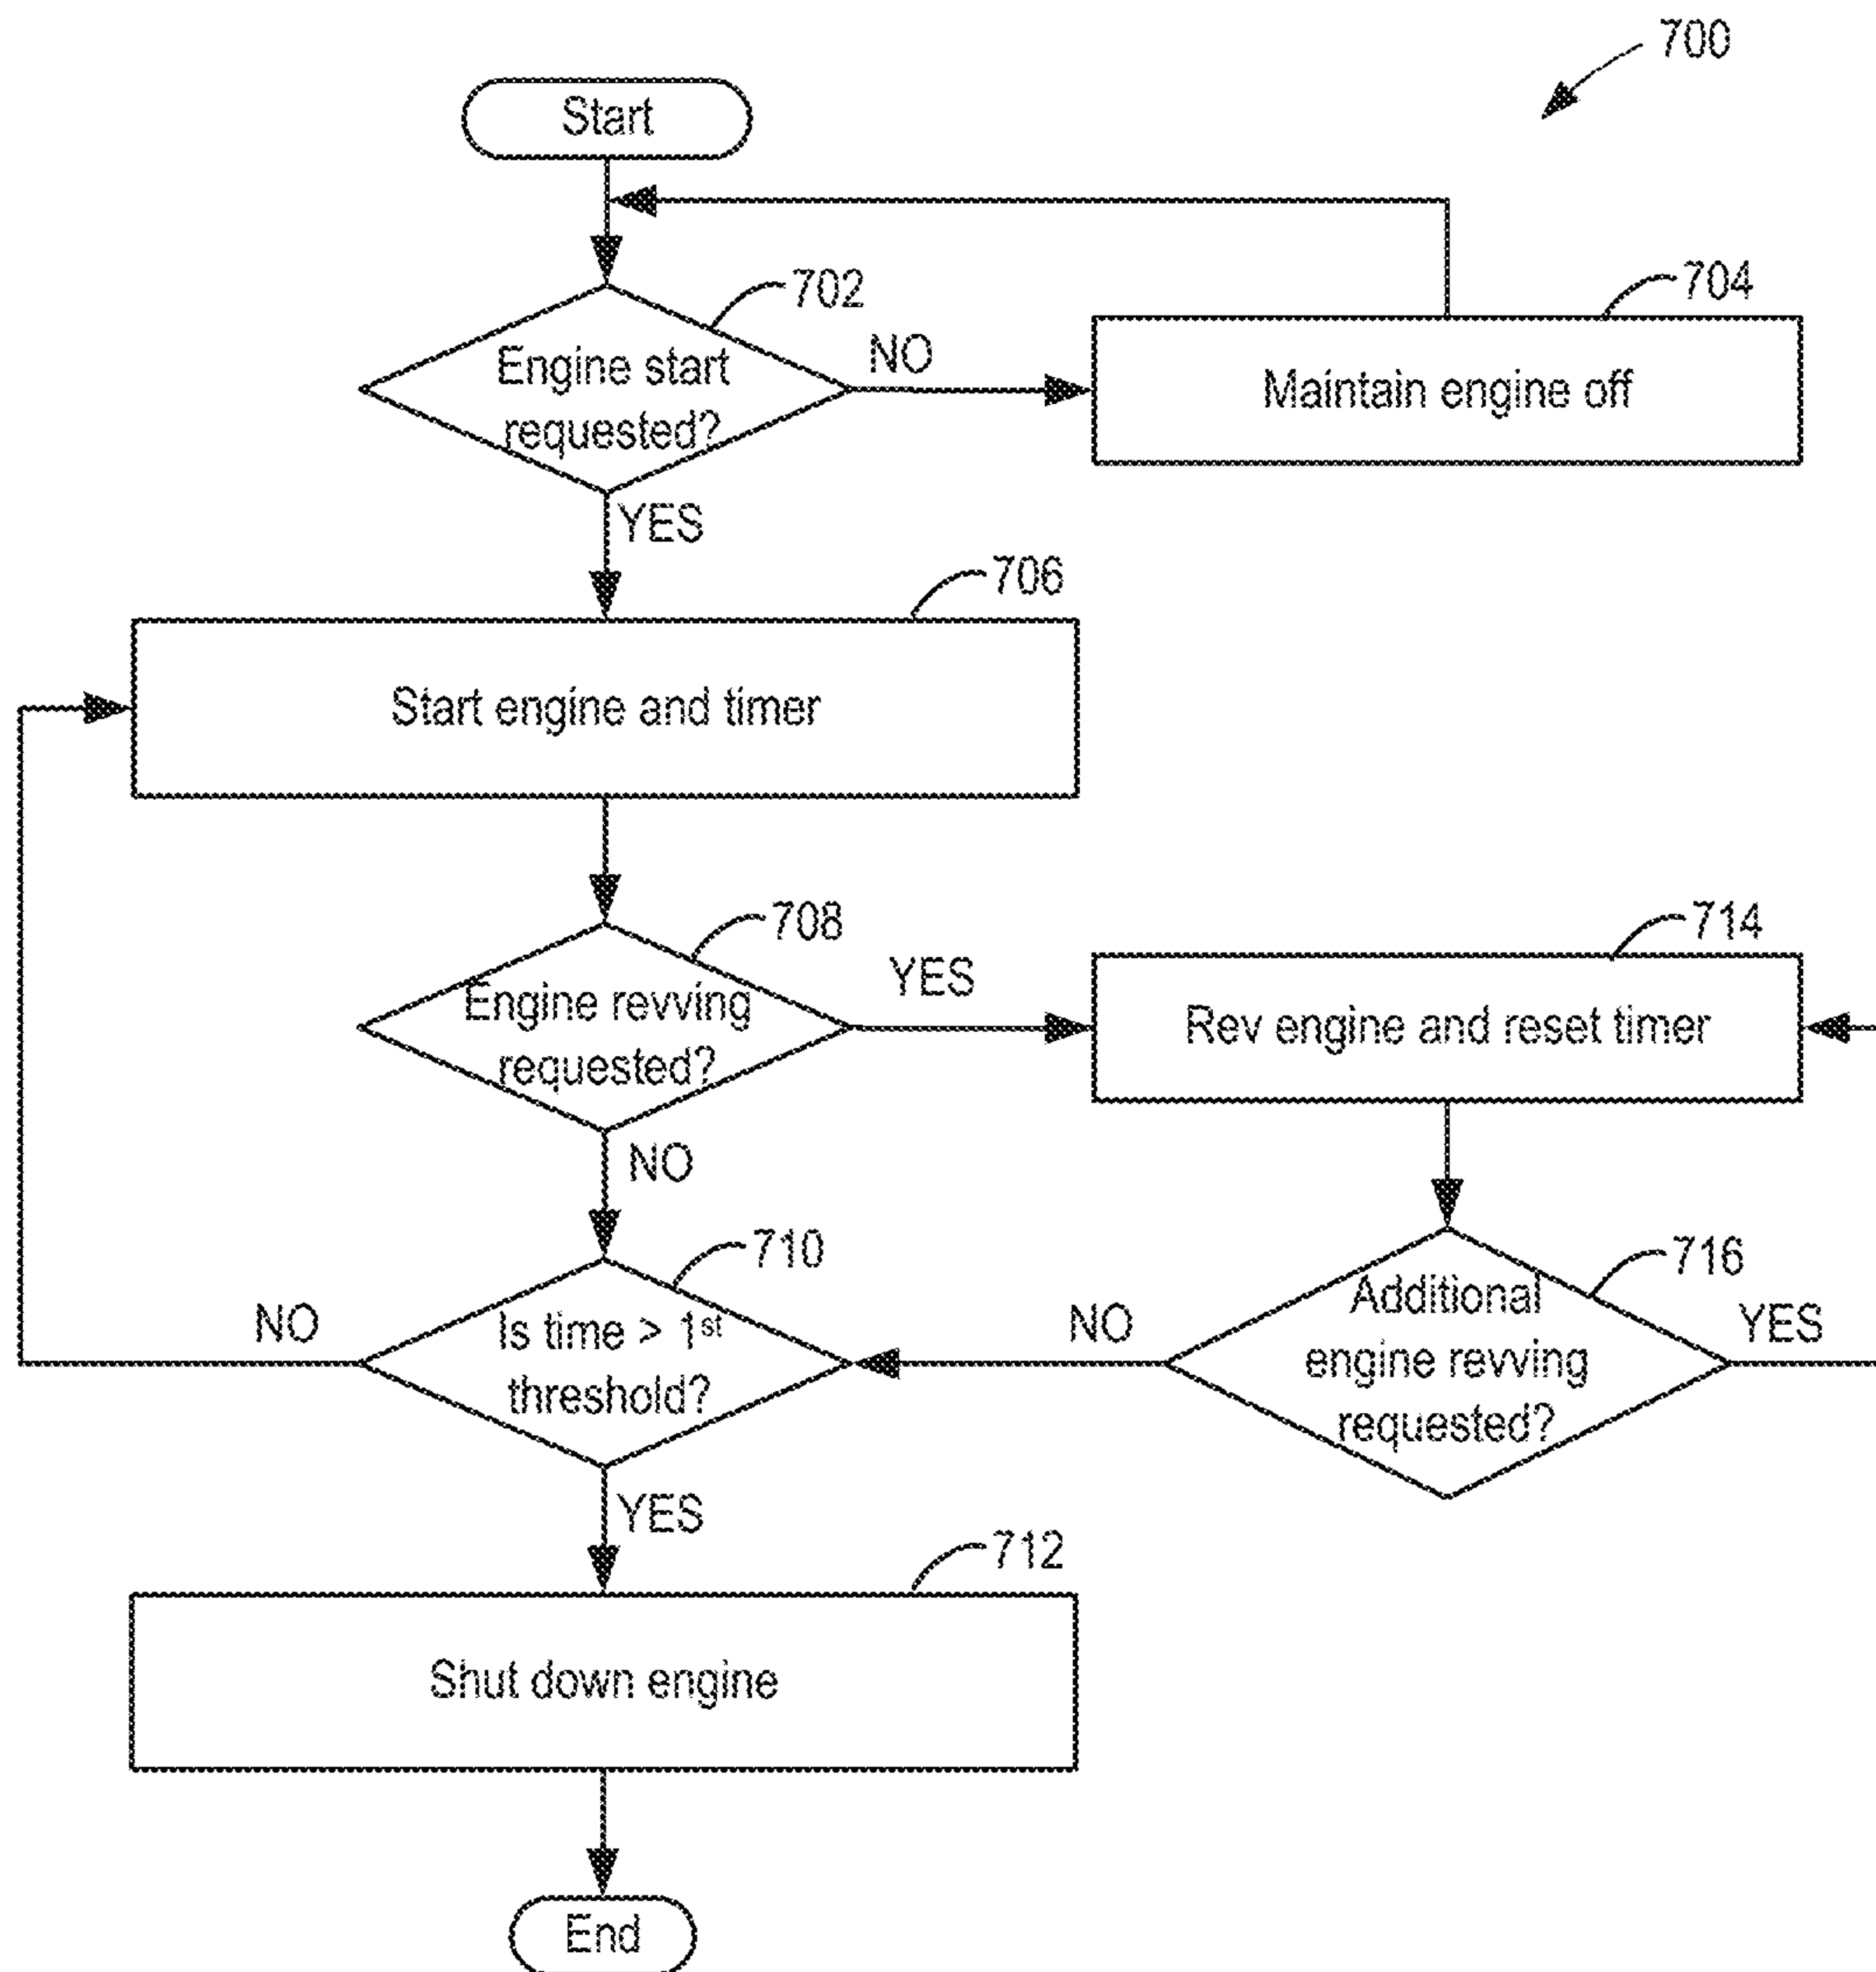 700
Start
702
704
Engine start
requested?
NO
Maintain engine off
YES
706
Start engine and timer
708
714
Engine revving
requested?
YES
Rev engine and reset timer
NO
710
716
Is time > 1st
threshold?
NO
Additional
engine revving
requested?
NO
YES
YES
712
Shut down engine
End